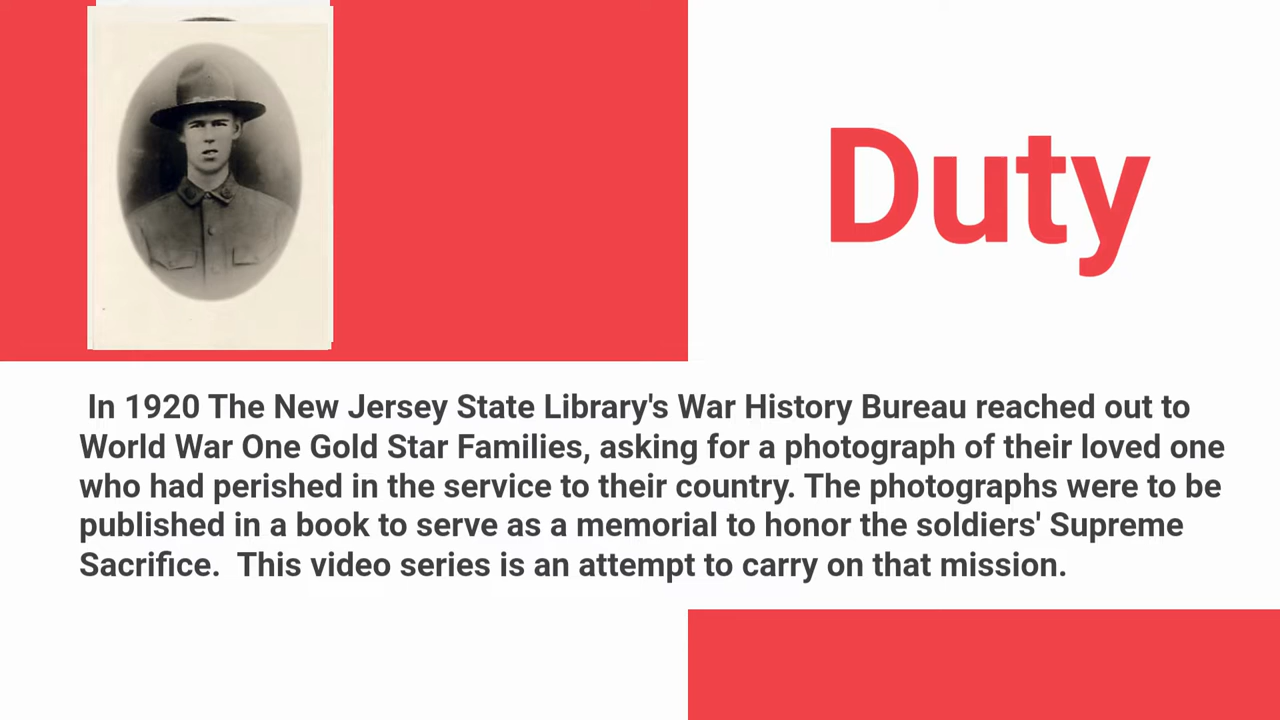 Duty
In 1920 The New Jersey State Library's War History Bureau reached out to
World War One Gold Star Families, asking for a photograph of their loved one
who had perished in the service to their country. The photographs were to be
published in a book to serve as a memorial to honor the soldiers' Supreme
Sacrifice.  This video series is an attempt to carry on that mission.